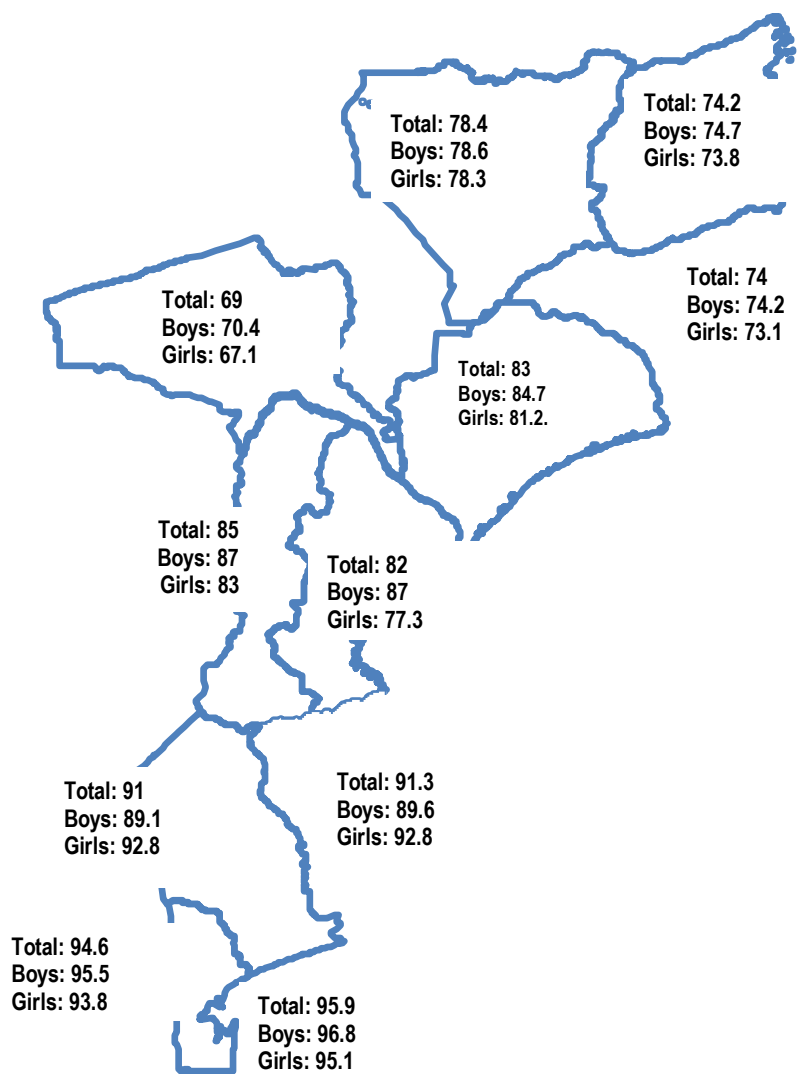 Total: 74.2
Boys: 74.7
Girls: 73.8
Total: 78.4
Boys: 78.6
Girls: 78.3
Total: 74
Boys: 74.2
Girls: 73.1
Total: 69
Boys: 70.4
Girls: 67.1
Total: 83
Boys: 84.7
Girls: 81.2.
Total: 85
Boys: 87
Girls: 83
Total: 82
Boys: 87
Girls: 77.3
Total: 91
Boys: 89.1
Girls: 92.8
Total: 91.3
Boys: 89.6
Girls: 92.8
Total: 94.6
Boys: 95.5
Girls: 93.8
Total: 95.9
Boys: 96.8
Girls: 95.1